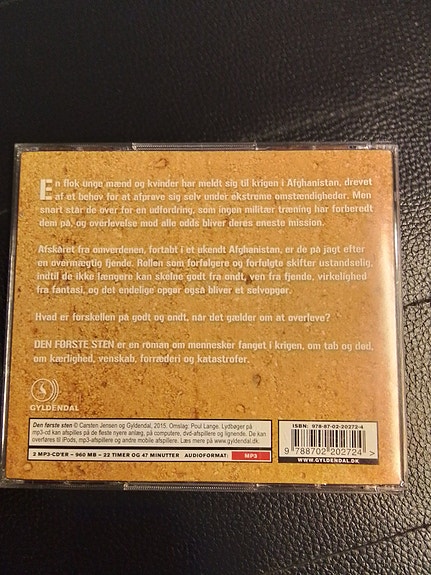 En flok unge mænd og kvinder har meldt sig til krigen i Afghanistan, drevet
af et behov for at afprøve sig selv under ekstreme omstændigheder. Men
snart står de over for en udfordring, som ingen militær træning har forberedt
dem på, og overlevelse mod alle odds bliver deres eneste mission.
Afskåret fra omverdenen, fortabt i et ukendt Afghanistan, er de på jagt efter
en overmægtig fjende. Rollen som forfølgere og forfulgte skifter ustandselig,
indtil de ikke længere kan skelne godt fra ondt, ven fra fjende, virkelighed
fra fantasi, og det endelige opgør også bliver et selvopgør.
Hvad er forskellen på godt og ondt, når det gælder om at overleve?
DEN FØRSTE STEN er en roman om mennesker fanget i krigen, om tab og død,
om kærlighed, venskab, forræderi og katastrofer.
GYLDENDAL
Den første sten © Carsten Jensen og Gyldendal, 2015. Omslag: Poul Lange. Lydbøger på
mp3-cd kan afspilles på de fleste nyere anlæg, på computere, dvd-afspillere og lignende. De kan
overføres til iPods, mp3-afspillere og andre mobile afspillere. Læs mere på www.gyldendal.dk.
2 MP3-CD'ER – 960 MB – 22 TIMER OG 47 MINUTTER AUDIOFORMAT: MP3
ISBN: 978-87-02-20272-4
9 788702 202724 >
WWW.GYLDENDAL.DK